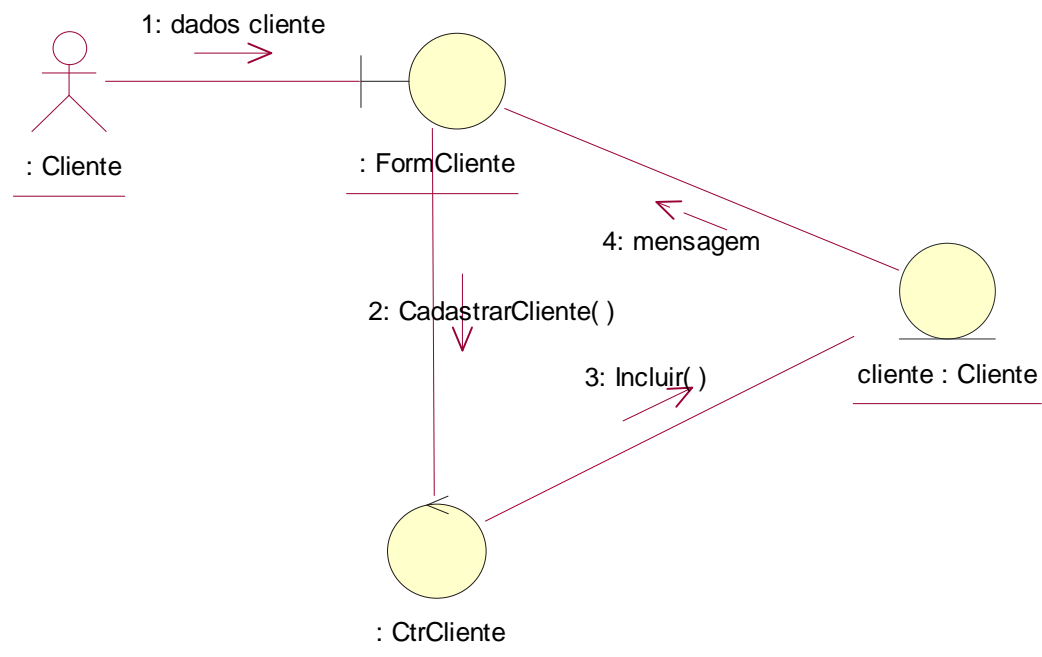 1: dados cliente
: Cliente
: FormCliente
4: mensagem
2: CadastrarCliente( )
3: Incluir( )
cliente : Cliente
: CtrCliente